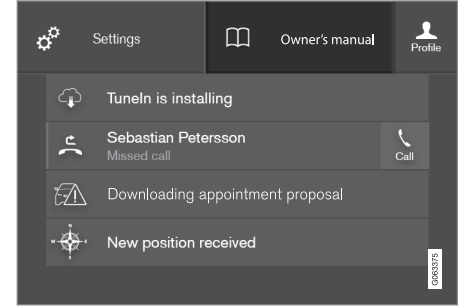 Settings
Owner's manual
Profile
TuneIn is installing
Sebastian Petersson
Missed call
Call
Downloading appointment proposal
New position received
G063375